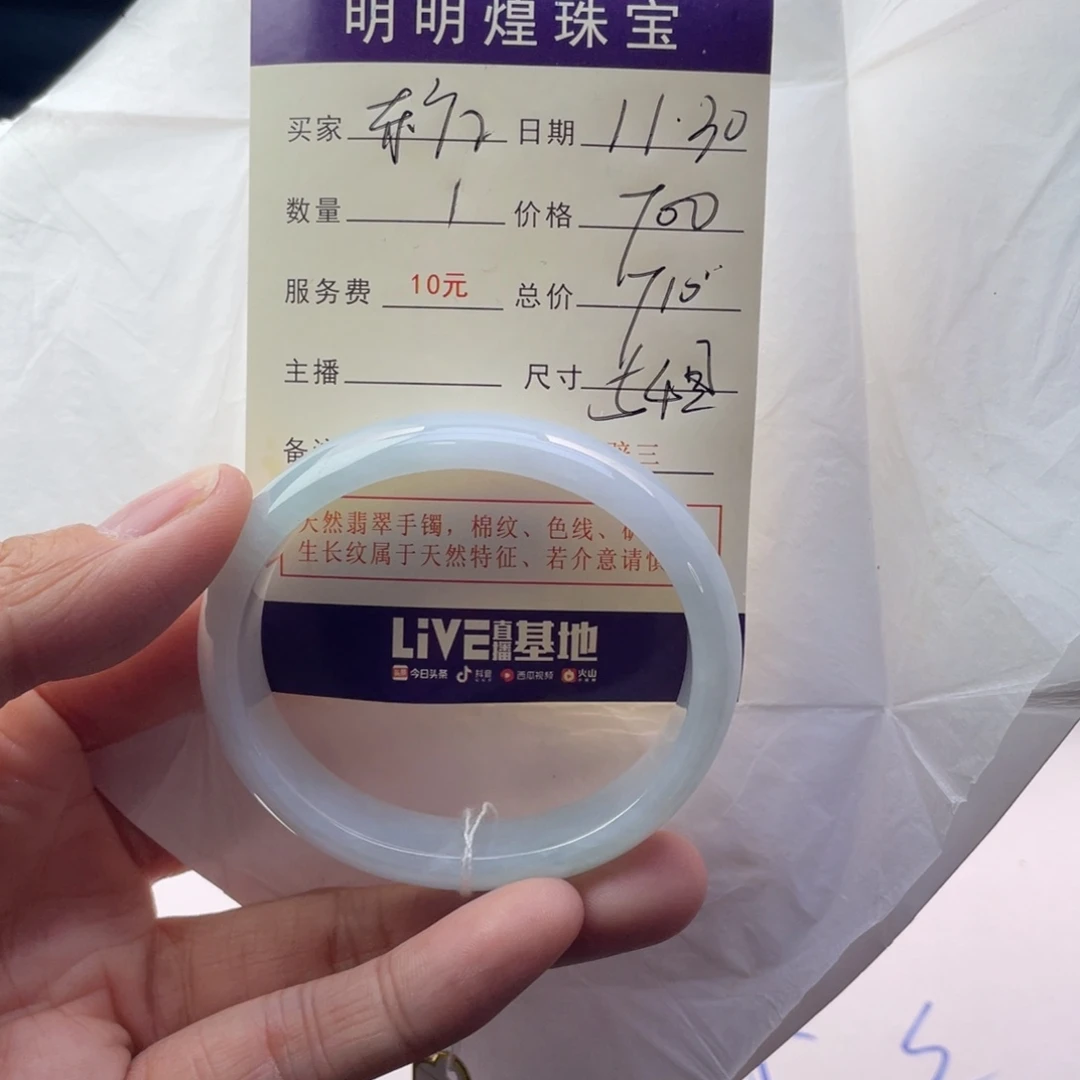 明明煌珠宝
买家 日期 11.30
数量 1 价格 700
服务费 10元 总价 710
主播 尺寸
备
三
天然翡翠手镯，棉纹、色线、
生长纹属于天然特征、若介意请
LiVE直播基地
今日头条 抖音 西瓜视频 火山